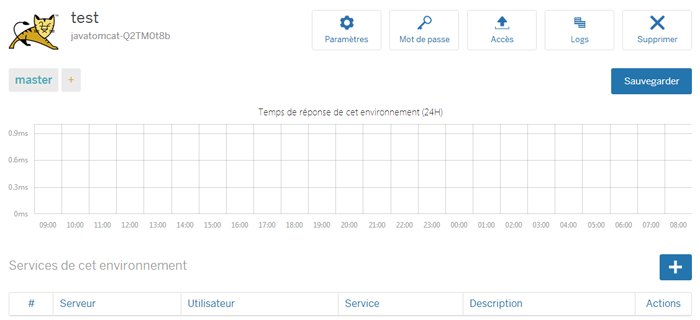 test
javatomcat-Q2TM0t8b
Paramètres
Mot de passe
Accès
Logs
Supprimer
master
+
Sauvegarder
Temps de réponse de cet environnement (24H)
0.9ms
0.6ms
0.3ms
0ms
09:00 10:00 11:00 12:00 13:00 14:00 15:00 16:00 17:00 18:00 19:00 20:00 21:00 22:00 23:00 00:00 01:00 02:00 03:00 04:00 05:00 06:00 07:00 08:00
Services de cet environnement
# Serveur Utilisateur Service Description Actions